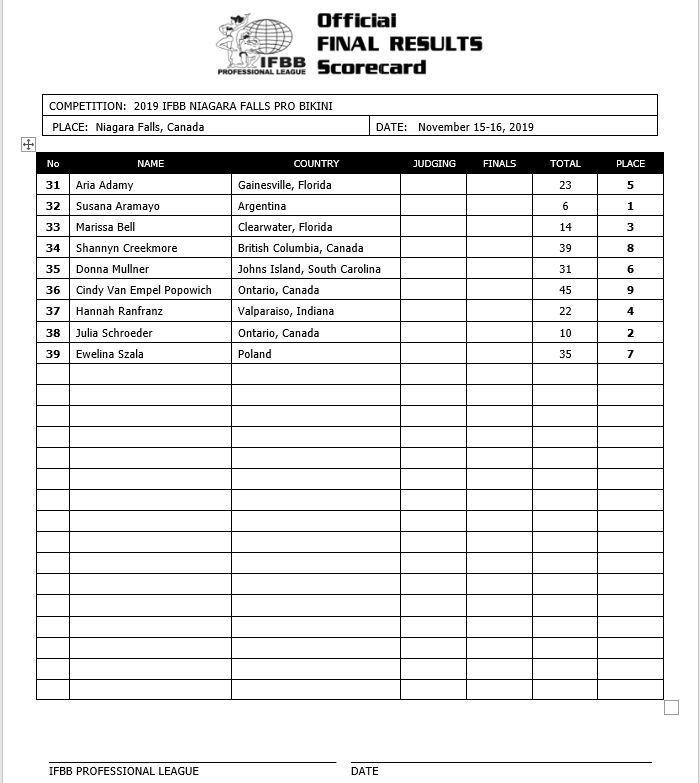 Official
IFBB
PROFESSIONAL LEAGUE
FINAL RESULTS
Scorecard
COMPETITION: 2019 IFBB NIAGARA FALLS PRO BIKINI
PLACE: Niagara Falls, Canada DATE: November 15-16, 2019
No NAME COUNTRY JUDGING FINALS TOTAL PLACE
31 Aria Adamy Gainesville, Florida 23 5
32 Susana Aramayo Argentina 6 1
33 Marissa Bell Clearwater, Florida 14 3
34 Shannyn Creekmore British Columbia, Canada 39 8
35 Donna Mullner Johns Island, South Carolina 31 6
36 Cindy Van Empel Popowich Ontario, Canada 45 9
37 Hannah Ranfranz Valparaiso, Indiana 22 4
38 Julia Schroeder Ontario, Canada 10 2
39 Ewelina Szala Poland 35 7
IFBB PROFESSIONAL LEAGUE DATE